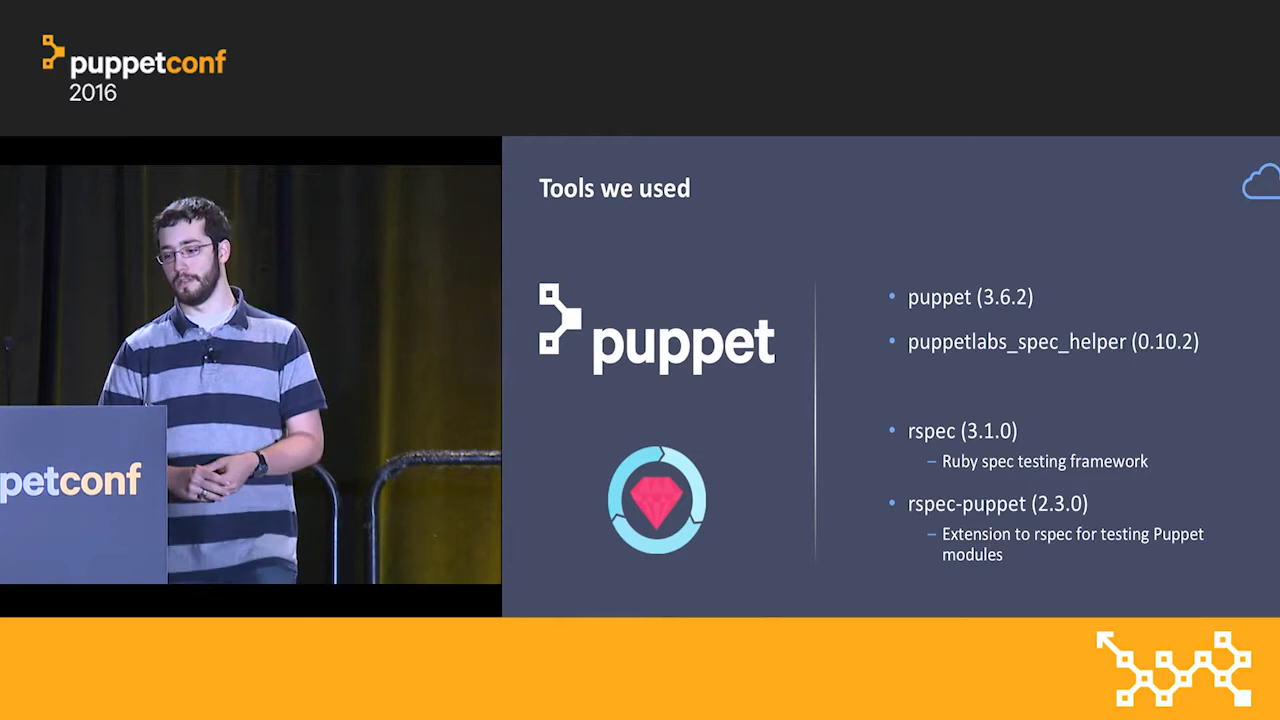 puppetconf
2016
Tools we used
puppet
• puppet (3.6.2)
• puppetlabs_spec_helper (0.10.2)
• rspec (3.1.0)
– Ruby spec testing framework
• rspec-puppet (2.3.0)
– Extension to rspec for testing Puppet
modules
petconf